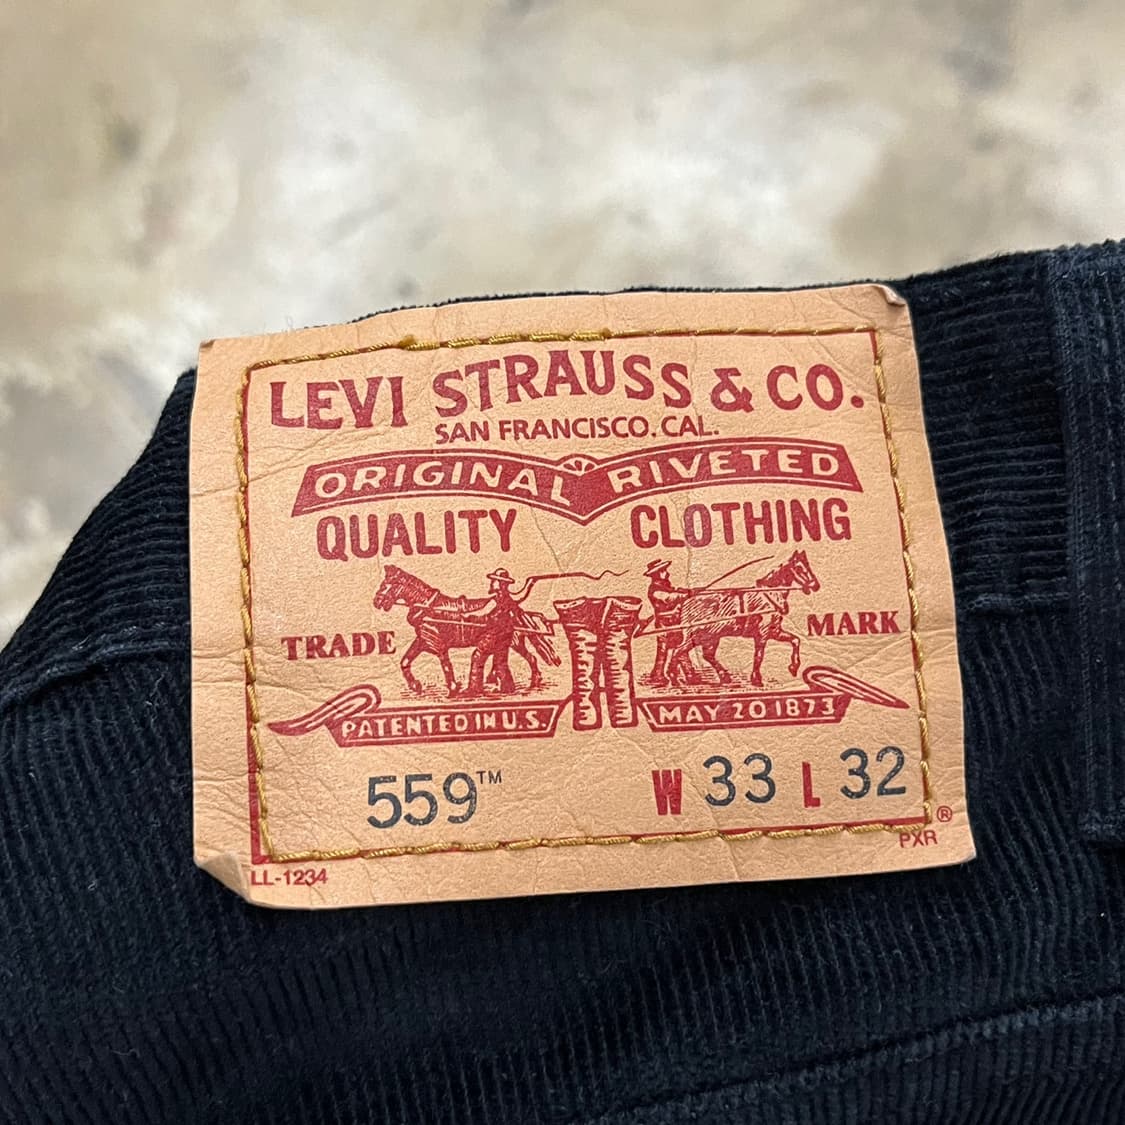 LEVI STRAUSS & CO.
SAN FRANCISCO, CAL.
ORIGINAL RIVETED
QUALITY CLOTHING
TRADE MARK
PATENTED IN U.S. MAY 20 1873
559™ W 33 L 32
®
PXR
LL-1234